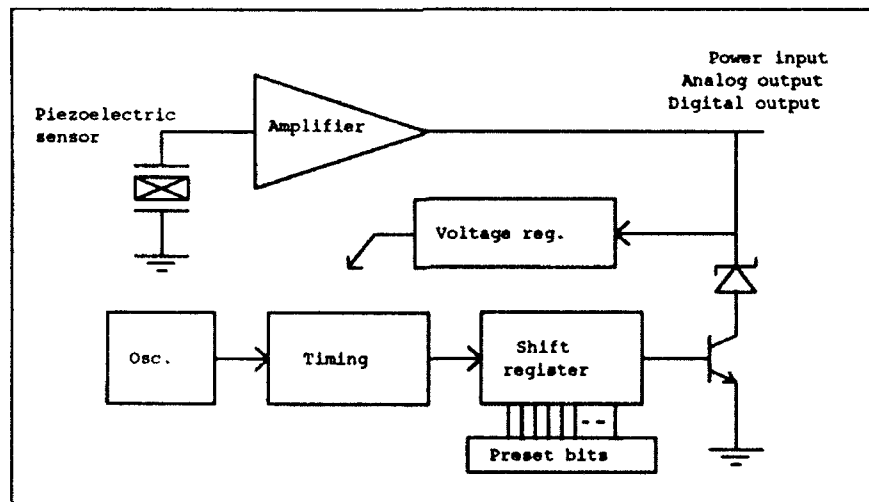 Power input
Analog output
Digital output
Piezoelectric
sensor
Amplifier
Voltage reg.
Osc.
Timing
Shift
register
Preset bits